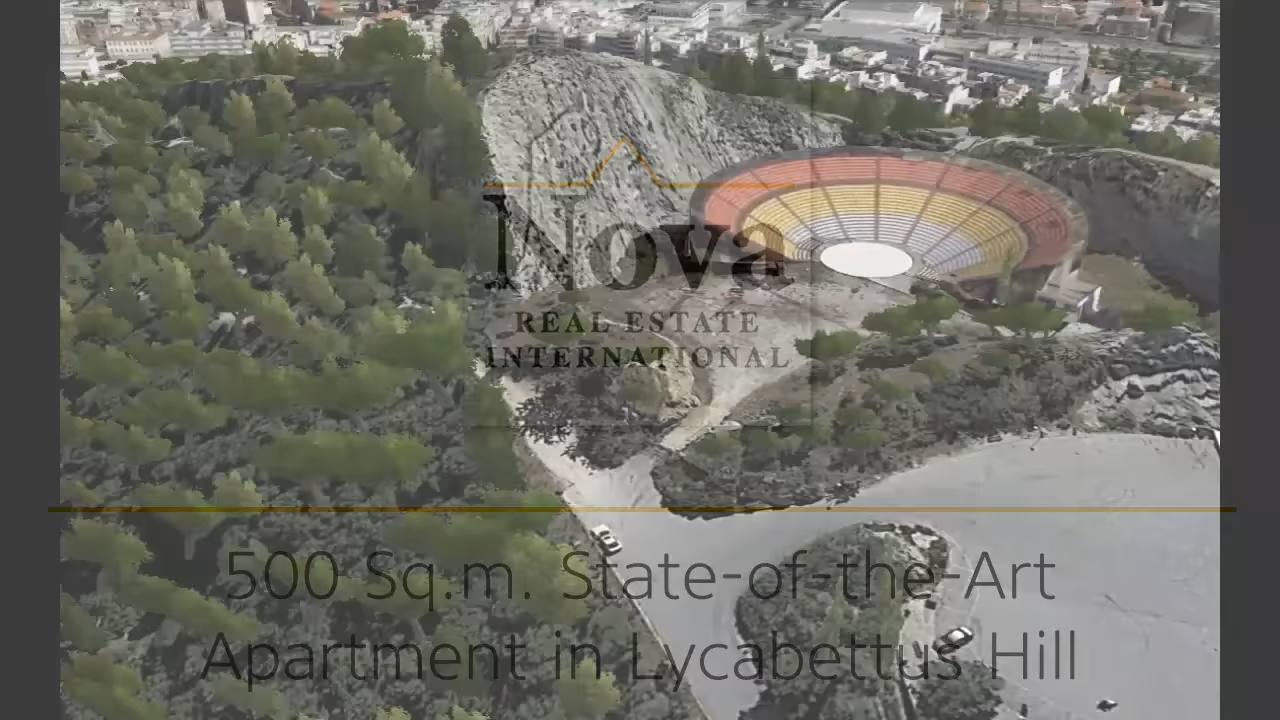 Nova
REAL ESTATE
INTERNATIONAL
500 Sq.m. State-of-the-Art
Apartment in Lycabettus Hill